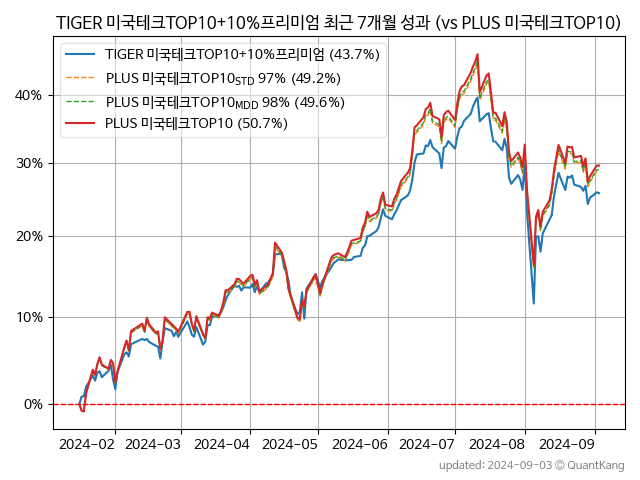 TIGER 미국테크TOP10+10%프리미엄 최근 7개월 성과 (vs PLUS 미국테크TOP10)
TIGER 미국테크TOP10+10%프리미엄 (43.7%)
PLUS 미국테크TOP10STD 97% (49.2%)
PLUS 미국테크TOP10MDD 98% (49.6%)
PLUS 미국테크TOP10 (50.7%)
40%
30%
20%
10%
0%
2024-02 2024-03 2024-04 2024-05 2024-06 2024-07 2024-08 2024-09
updated: 2024-09-03 © QuantKang